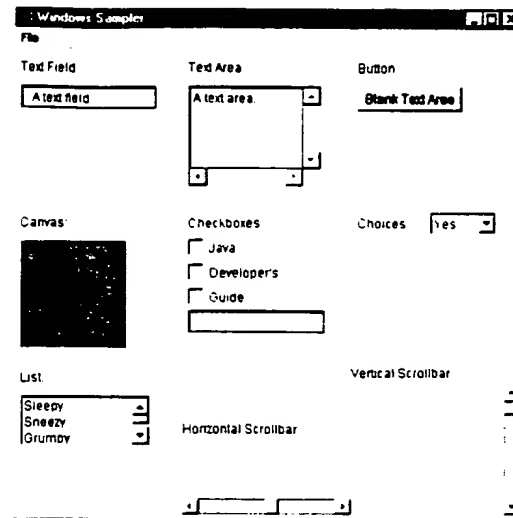 Windows Sampler
File
Text Field
Text Area
Button
A text field
A text area.
Blank Text Area
Canvas:
Checkboxes
Choices
Yes
Java
Developer's
Guide
List:
Vertical Scrollbar
Sleepy
Sneezy
Grumpy
Horizontal Scrollbar